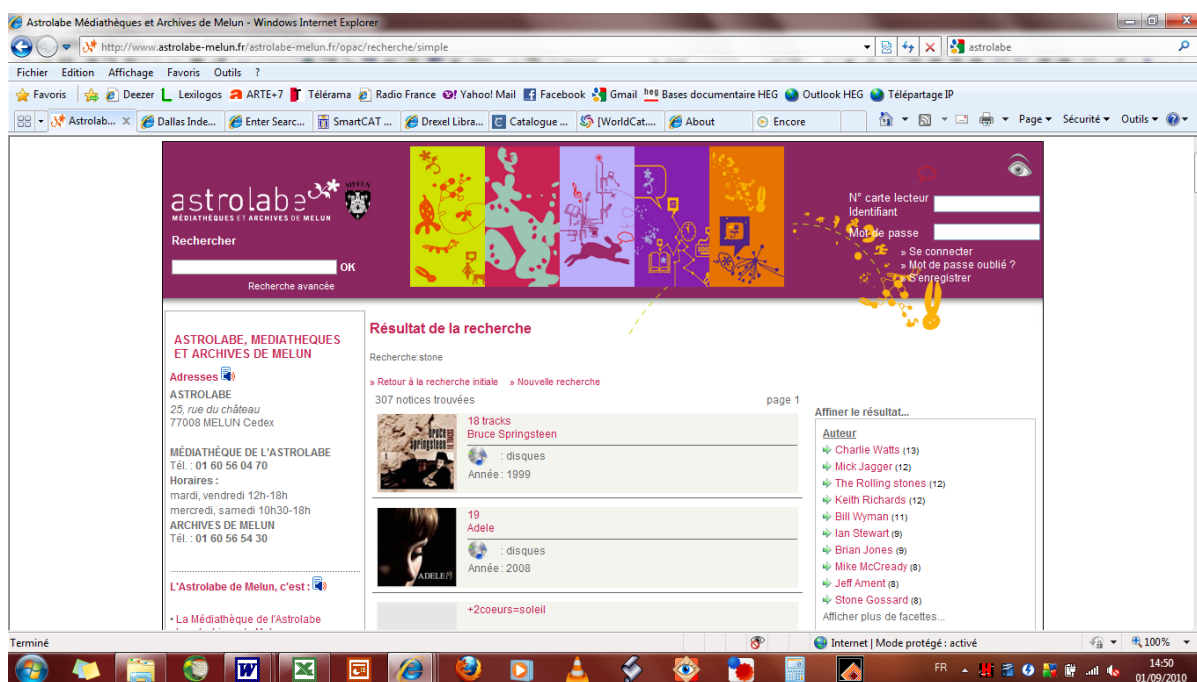 Astrolabe Médiathèques et Archives de Melun - Windows Internet Explorer
http://www.astrolabe-melun.fr/astrolabe-melun.fr/opac/recherche/simple
astrolabe
Fichier Edition Affichage Favoris Outils ?
Favoris Deezer Lexilogos ARTE+7 Télérama Radio France Yahoo! Mail Facebook Gmail heg Bases documentaire HEG Outlook HEG Télépartage IP
Astrolab... Dallas Inde... Enter Searc... SmartCAT ... Drexel Libra... Catalogue ... [WorldCat.... About Encore Page Sécurité Outils
astrolabe
MELUN
MÉDIATHÈQUES ET ARCHIVES DE MELUN
Rechercher
OK
Recherche avancée
N° carte lecteur
Identifiant
Mot de passe
» Se connecter
» Mot de passe oublié ?
» S'enregistrer
ASTROLABE, MEDIATHEQUES
ET ARCHIVES DE MELUN
Adresses
ASTROLABE
25, rue du château
77008 MELUN Cedex
MÉDIATHÉQUE DE L'ASTROLABE
Tél. : 01 60 56 04 70
Horaires :
mardi, vendredi 12h-18h
mercredi, samedi 10h30-18h
ARCHIVES DE MELUN
Tél. : 01 60 56 54 30
L'Astrolabe de Melun, c'est :
• La Médiathèque de l'Astrolabe
Résultat de la recherche
Recherche:stone
» Retour à la recherche initiale » Nouvelle recherche
307 notices trouvées page 1
bruce
springsteen
18 tracks
Bruce Springsteen
: disques
Année : 1999
ADELE19
19
Adele
: disques
Année : 2008
+2coeurs=soleil
Affiner le résultat...
Auteur
Charlie Watts (13)
Mick Jagger (12)
The Rolling stones (12)
Keith Richards (12)
Bill Wyman (11)
Ian Stewart (9)
Brian Jones (9)
Mike McCready (8)
Jeff Ament (8)
Stone Gossard (8)
Afficher plus de facettes...
Terminé
Internet | Mode protégé : activé
100%
FR
14:50
01/09/2010